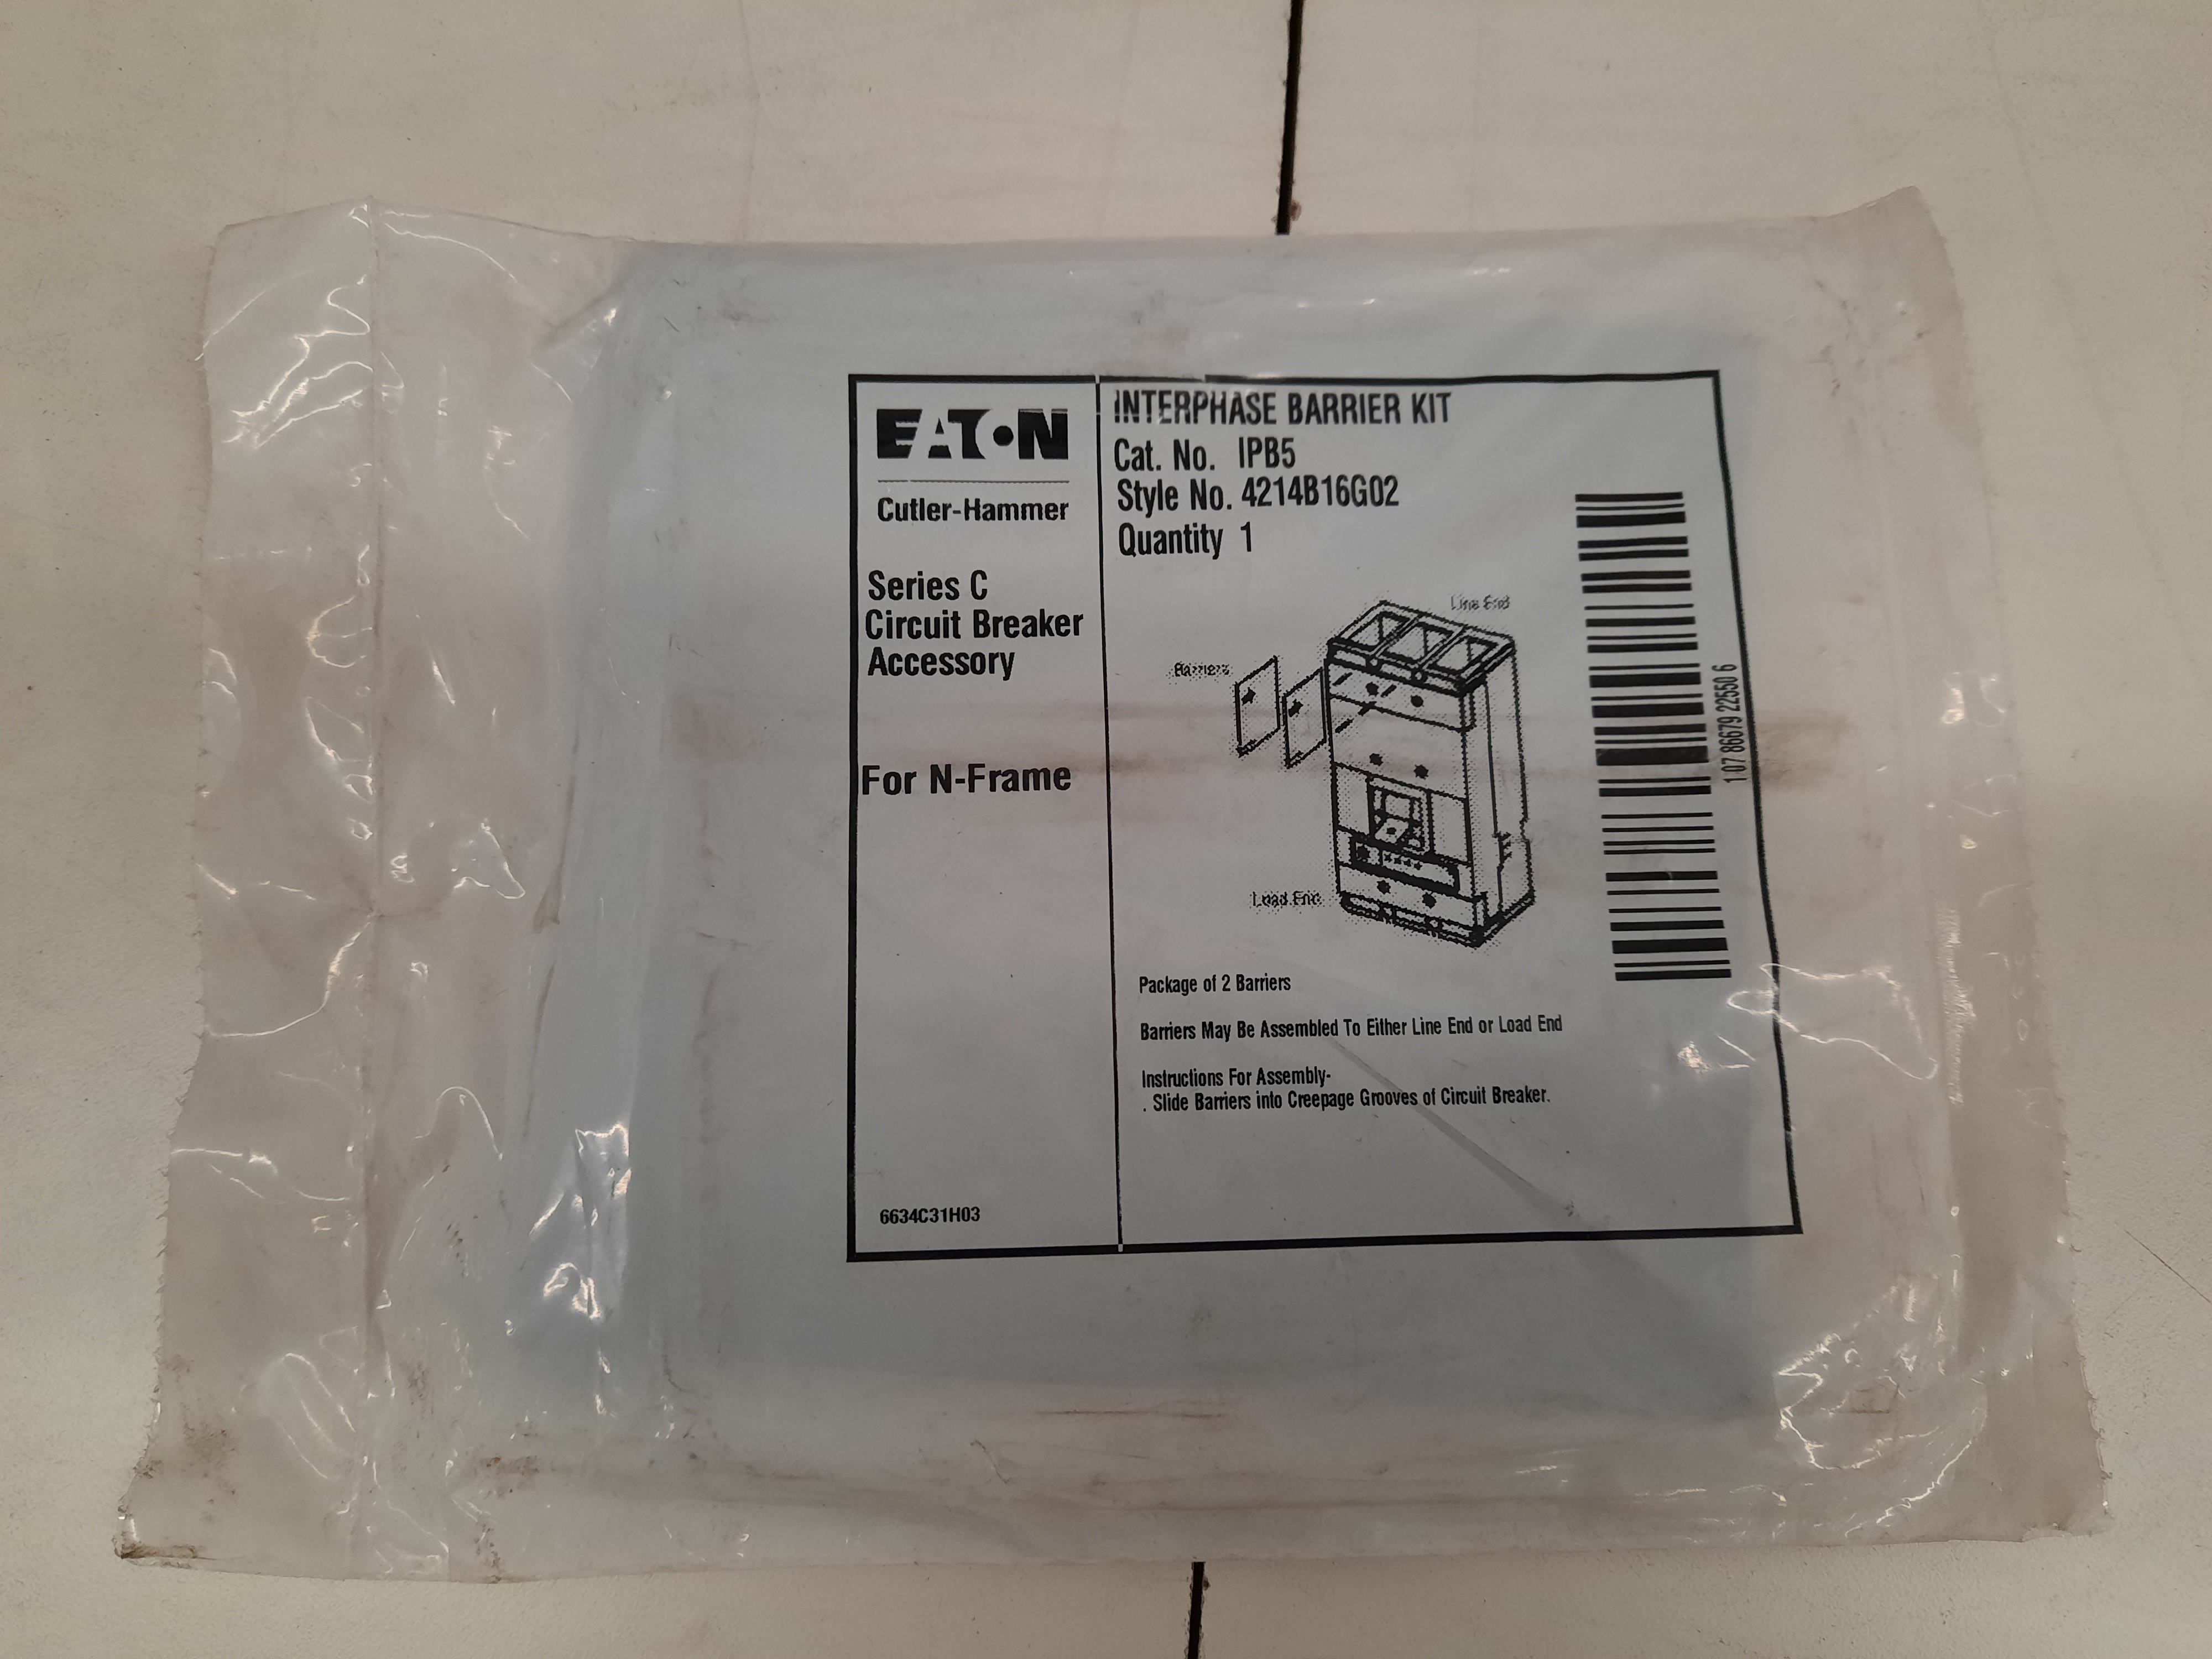 EATON
Cutler-Hammer
Series C
Circuit Breaker
Accessory
For N-Frame
6634C31H03
INTERPHASE BARRIER KIT
Cat. No. IPB5
Style No. 4214B16G02
Quantity 1
Line End
Barriers
Load End
1 07 86679 22550 6
Package of 2 Barriers
Barriers May Be Assembled To Either Line End or Load End
Instructions For Assembly-
. Slide Barriers into Creepage Grooves of Circuit Breaker.